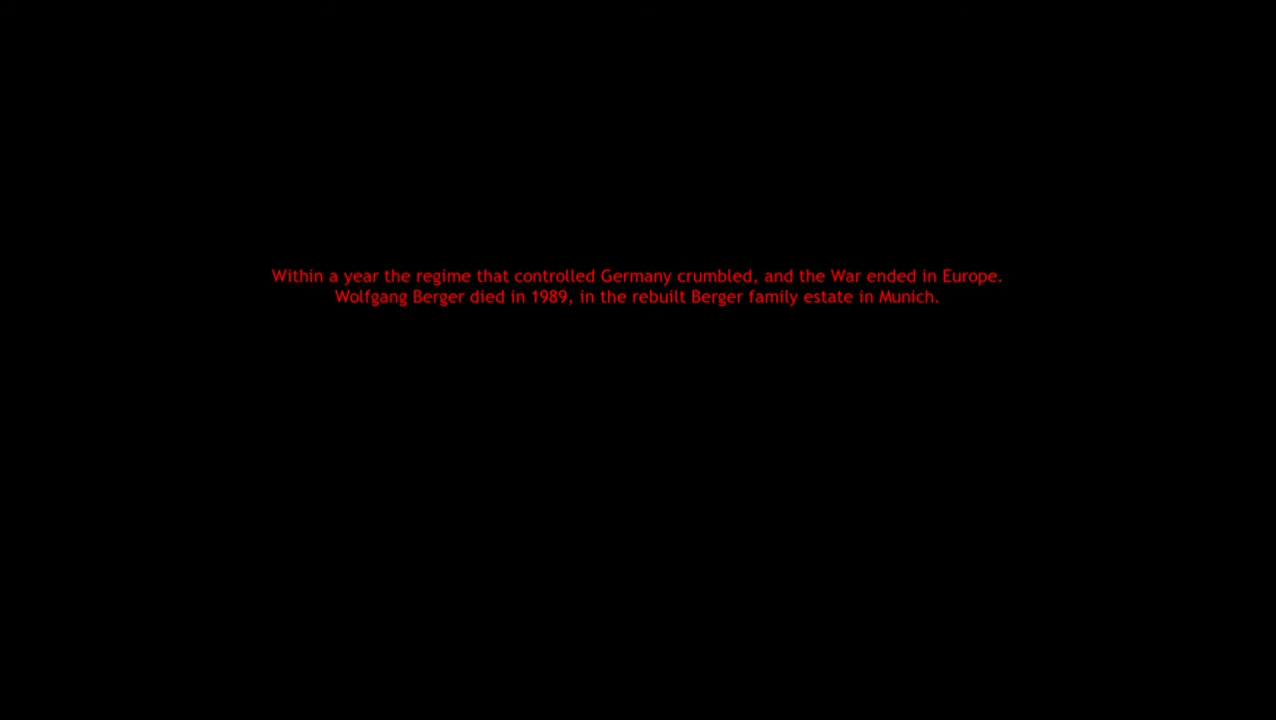 Within a year the regime that controlled Germany crumbled, and the War ended in Europe.
Wolfgang Berger died in 1989, in the rebuilt Berger family estate in Munich.